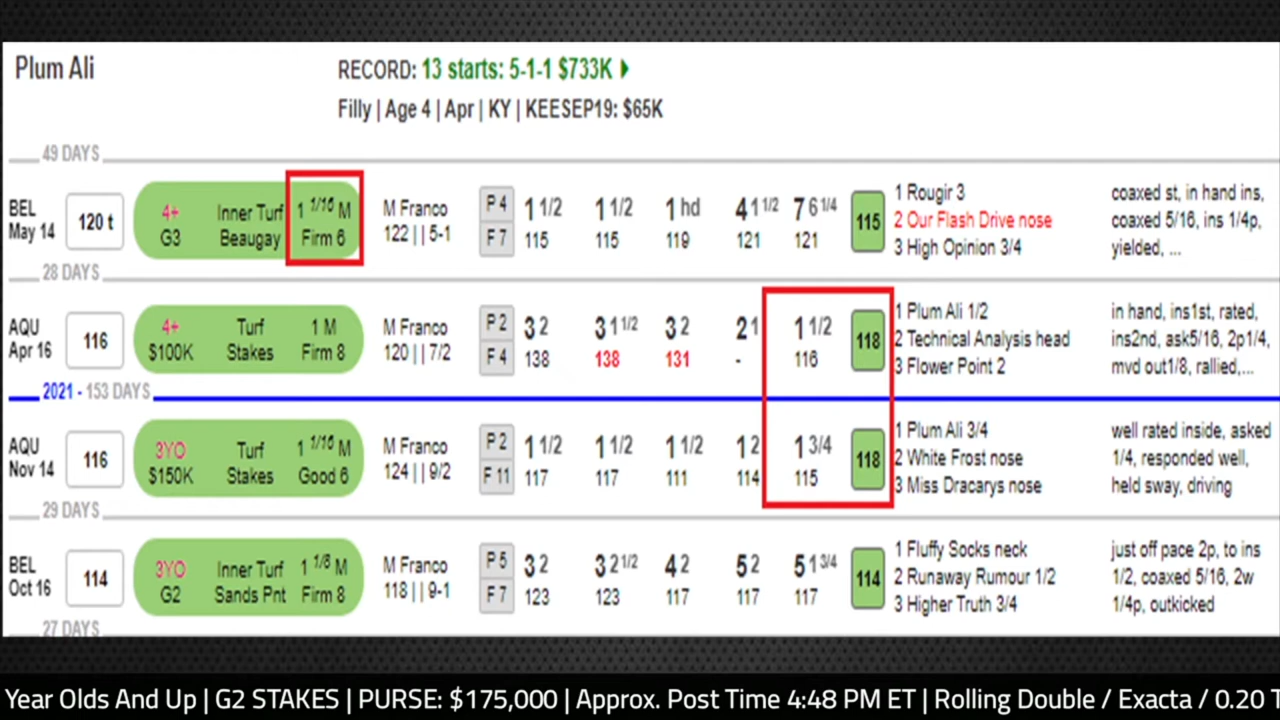 Plum Ali
RECORD: 13 starts: 5-1-1 $733K
Filly | Age 4 | Apr | KY | KEESEP19: $65K
49 DAYS
BEL May 14
120 t
4+ G3
Inner Turf Beaugay
1 1/16 M Firm 6
M Franco 122 || 5-1
P 4 F 7
1 1/2 1 1/2 1 hd 4 1 1/2 7 6 1/4
115 115 119 121 121
115
1 Rougir 3
2 Our Flash Drive nose
3 High Opinion 3/4
coaxed st, in hand ins,
coaxed 5/16, ins 1/4p,
yielded, ...
28 DAYS
AQU Apr 16
116
4+ $100K
Turf Stakes
1 M Firm 8
M Franco 120 || 7/2
P 2 F 4
3 2 3 1 1/2 3 2 2 1 1 1/2
138 138 131 - 116
118
1 Plum Ali 1/2
2 Technical Analysis head
3 Flower Point 2
in hand, ins1st, rated,
ins2nd, ask5/16, 2p1/4,
mvd out1/8, rallied,...
2021 - 153 DAYS
AQU Nov 14
116
3YO $150K
Turf Stakes
1 1/16 M Good 6
M Franco 124 || 9/2
P 2 F 11
1 1/2 1 1/2 1 1/2 1 2 1 3/4
117 117 111 114 115
118
1 Plum Ali 3/4
2 White Frost nose
3 Miss Dracarys nose
well rated inside, asked
1/4, responded well,
held sway, driving
29 DAYS
BEL Oct 16
114
3YO G2
Inner Turf Sands Pnt
1 1/8 M Firm 8
M Franco 118 || 9-1
P 5 F 7
3 2 3 2 1/2 4 2 5 2 5 1 3/4
123 123 117 117 117
114
1 Fluffy Socks neck
2 Runaway Rumour 1/2
3 Higher Truth 3/4
just off pace 2p, to ins
1/2, coaxed 5/16, 2w
1/4p, outkicked
27 DAYS
Year Olds And Up | G2 STAKES | PURSE: $175,000 | Approx. Post Time 4:48 PM ET | Rolling Double / Exacta / 0.20 T